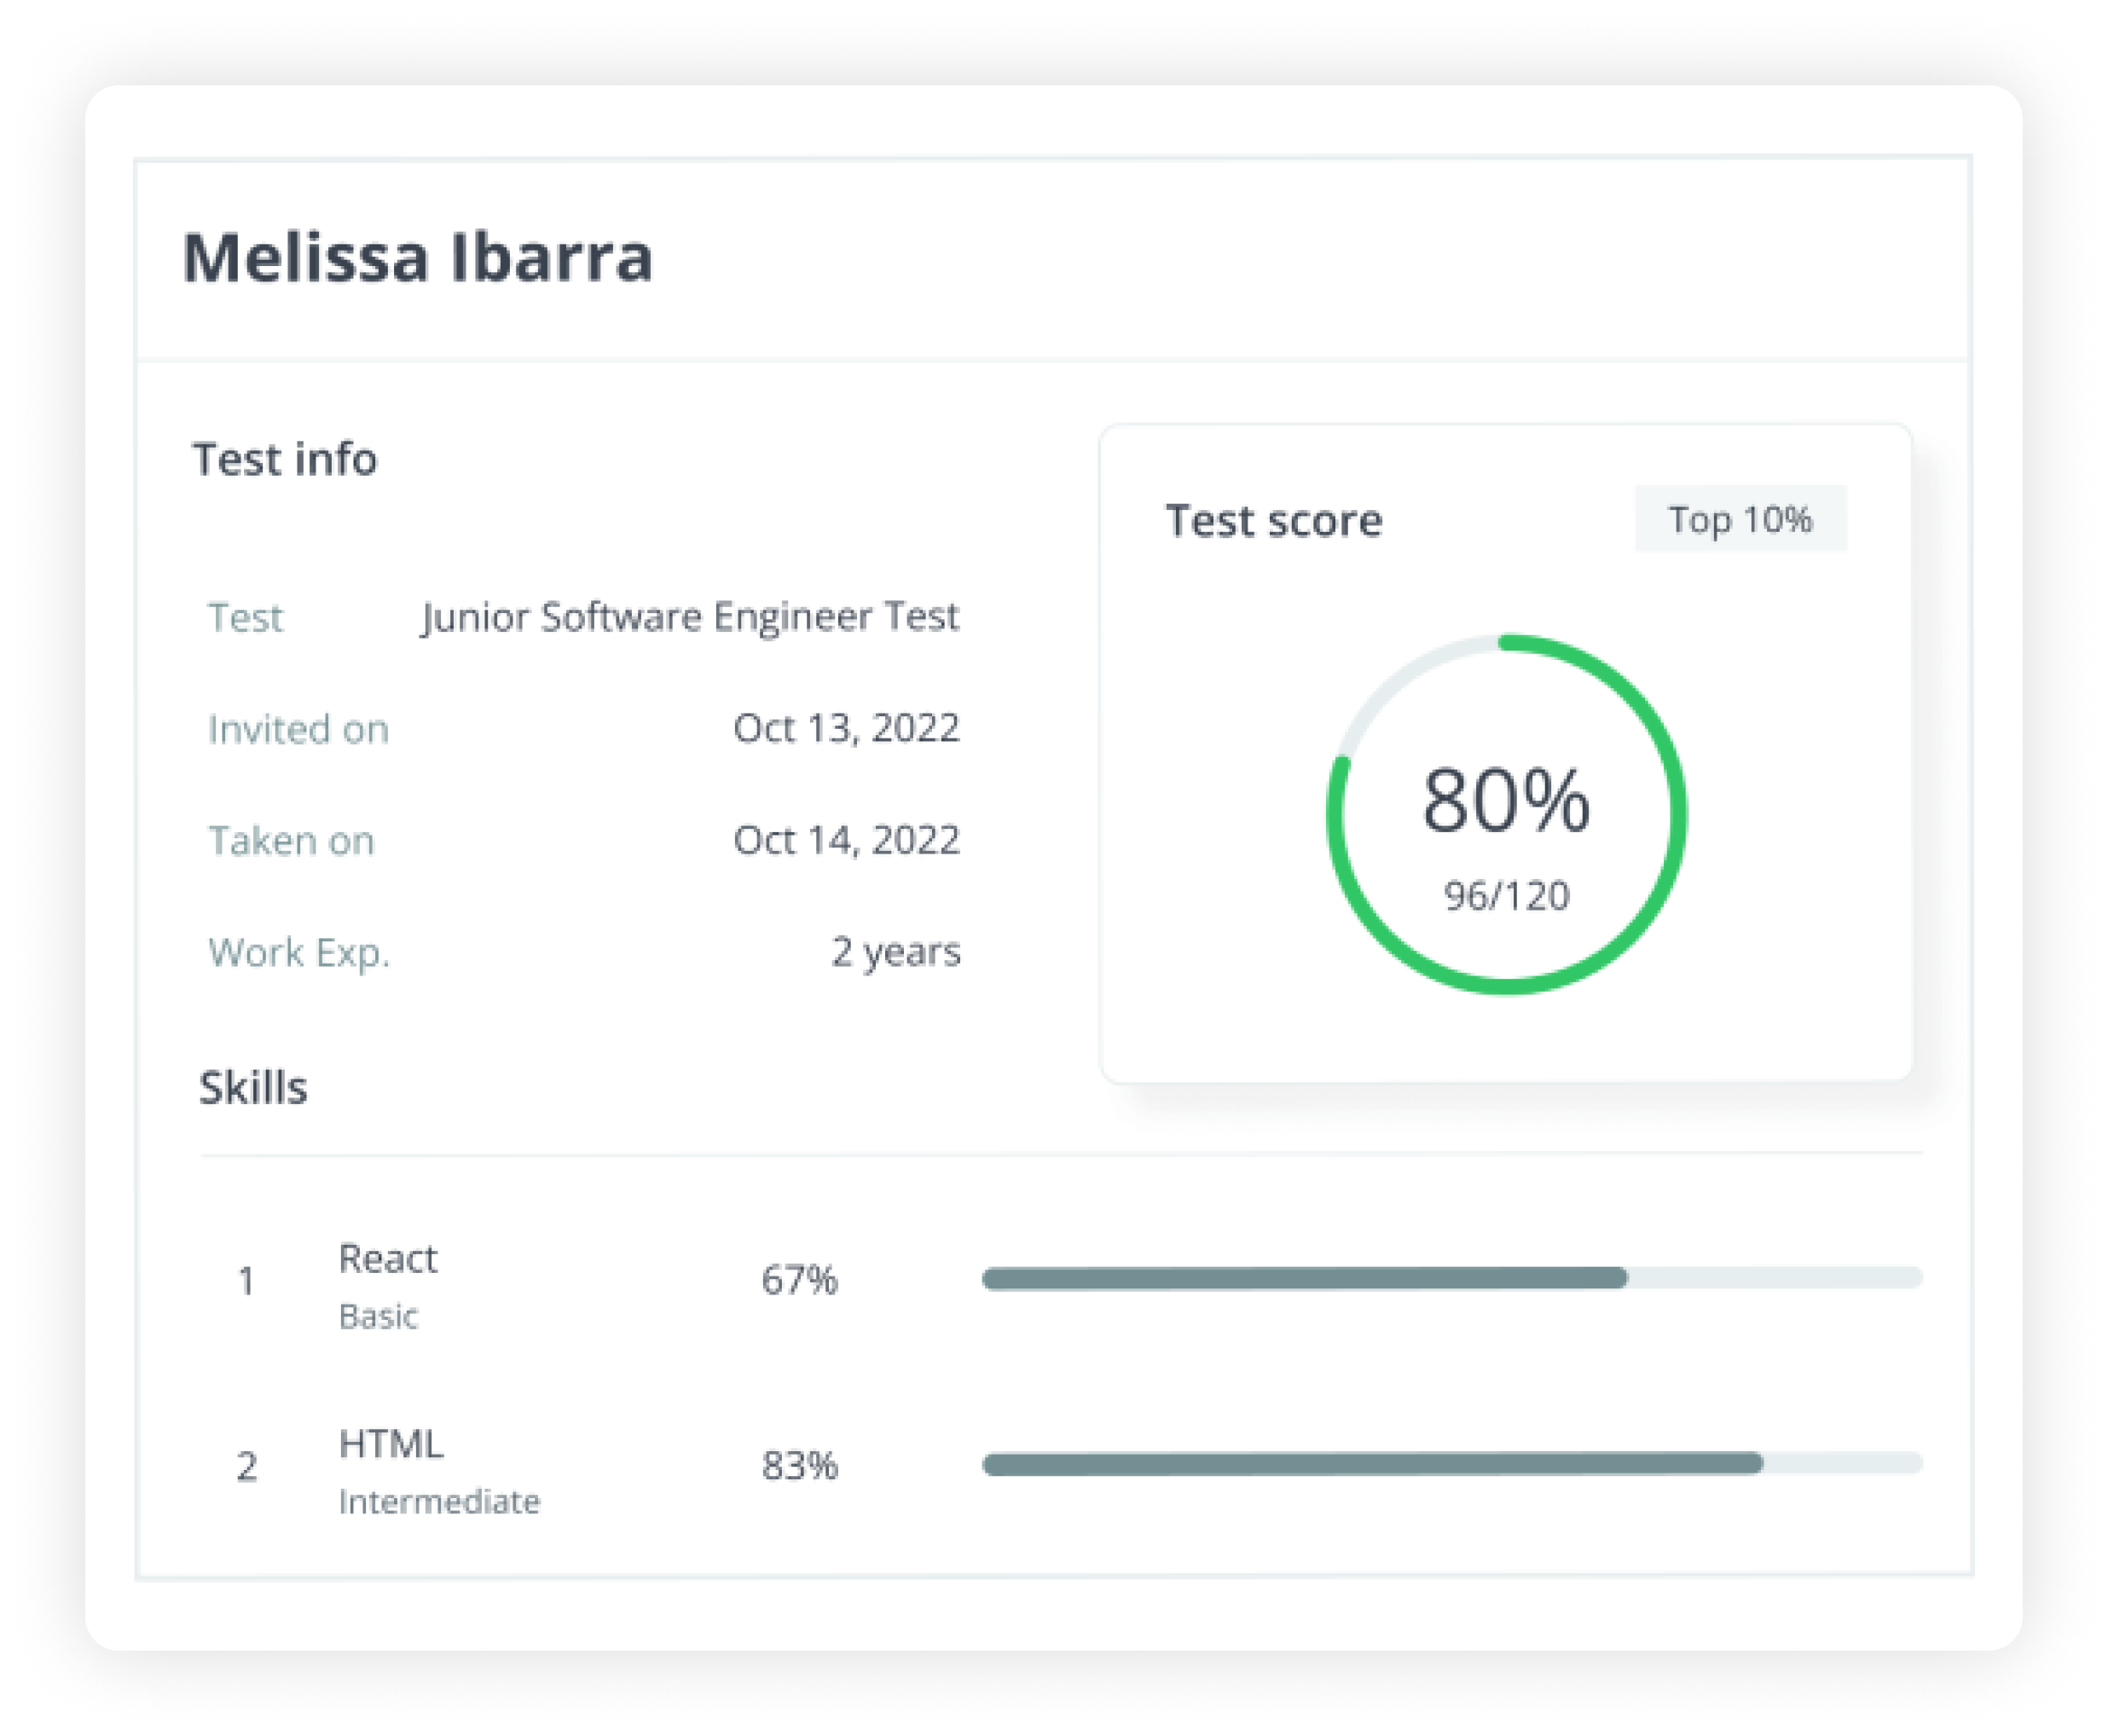 Melissa Ibarra
Test info
Test Junior Software Engineer Test
Invited on Oct 13, 2022
Taken on Oct 14, 2022
Work Exp. 2 years
Test score Top 10%
80%
96/120
Skills
1 React 67%
Basic
2 HTML 83%
Intermediate